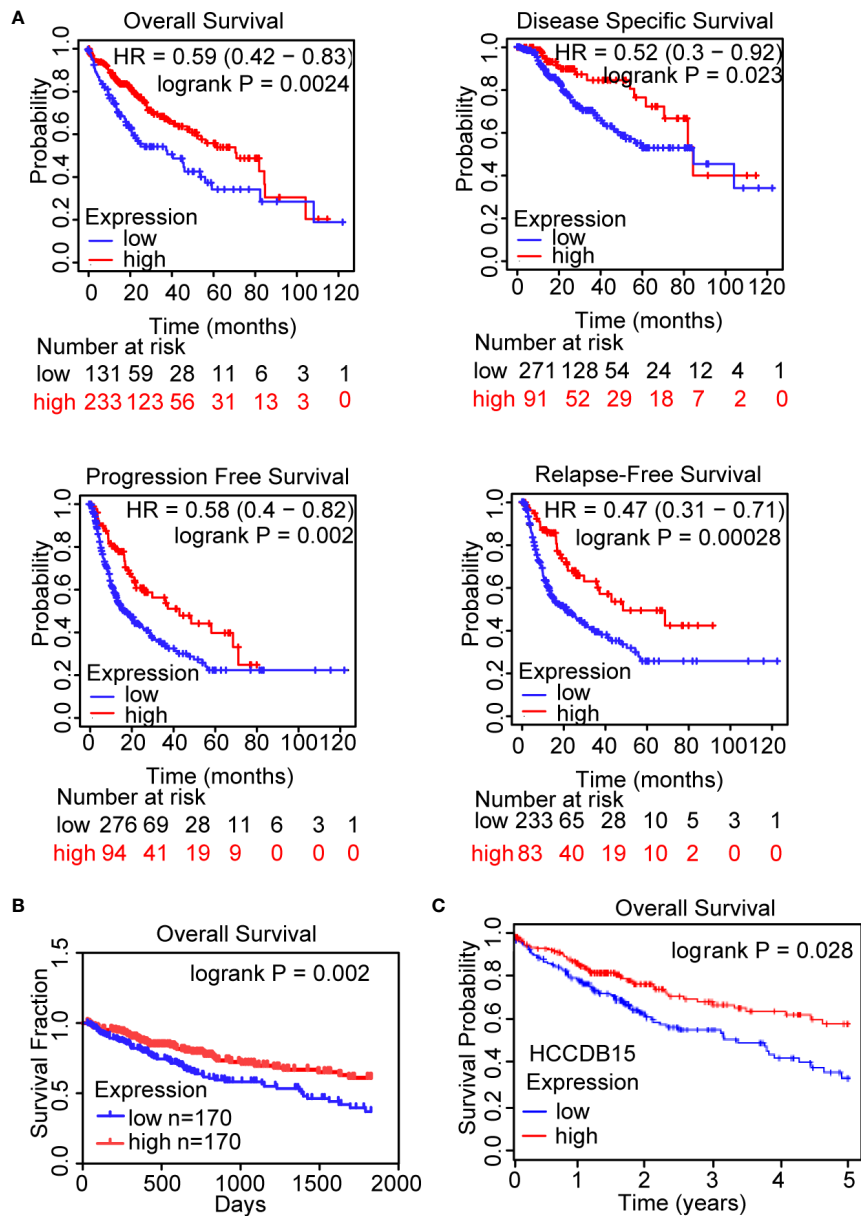 A
Overall Survival
HR = 0.59 (0.42 − 0.83)
logrank P = 0.0024
Probability
0.0 0.2 0.4 0.6 0.8 1.0
Expression
low
high
0 20 40 60 80 100 120
Time (months)
Number at risk
low 131 59 28 11 6 3 1
high 233 123 56 31 13 3 0
Disease Specific Survival
HR = 0.52 (0.3 − 0.92)
logrank P = 0.023
Probability
0.0 0.2 0.4 0.6 0.8 1.0
Expression
low
high
0 20 40 60 80 100 120
Time (months)
Number at risk
low 271 128 54 24 12 4 1
high 91 52 29 18 7 2 0
Progression Free Survival
HR = 0.58 (0.4 − 0.82)
logrank P = 0.002
Probability
0.0 0.2 0.4 0.6 0.8 1.0
Expression
low
high
0 20 40 60 80 100 120
Time (months)
Number at risk
low 276 69 28 11 6 3 1
high 94 41 19 9 0 0 0
Relapse-Free Survival
HR = 0.47 (0.31 − 0.71)
logrank P = 0.00028
Probability
0.0 0.2 0.4 0.6 0.8 1.0
Expression
low
high
0 20 40 60 80 100 120
Time (months)
Number at risk
low 233 65 28 10 5 3 1
high 83 40 19 10 2 0 0
B
Overall Survival
logrank P = 0.002
Survival Fraction
0.0 0.5 1.0 1.5
Expression
low n=170
high n=170
0 500 1000 1500 2000
Days
C
Overall Survival
logrank P = 0.028
Survival Probability
0.0 0.2 0.4 0.6 0.8 1.0
HCCDB15
Expression
low
high
0 1 2 3 4 5
Time (years)